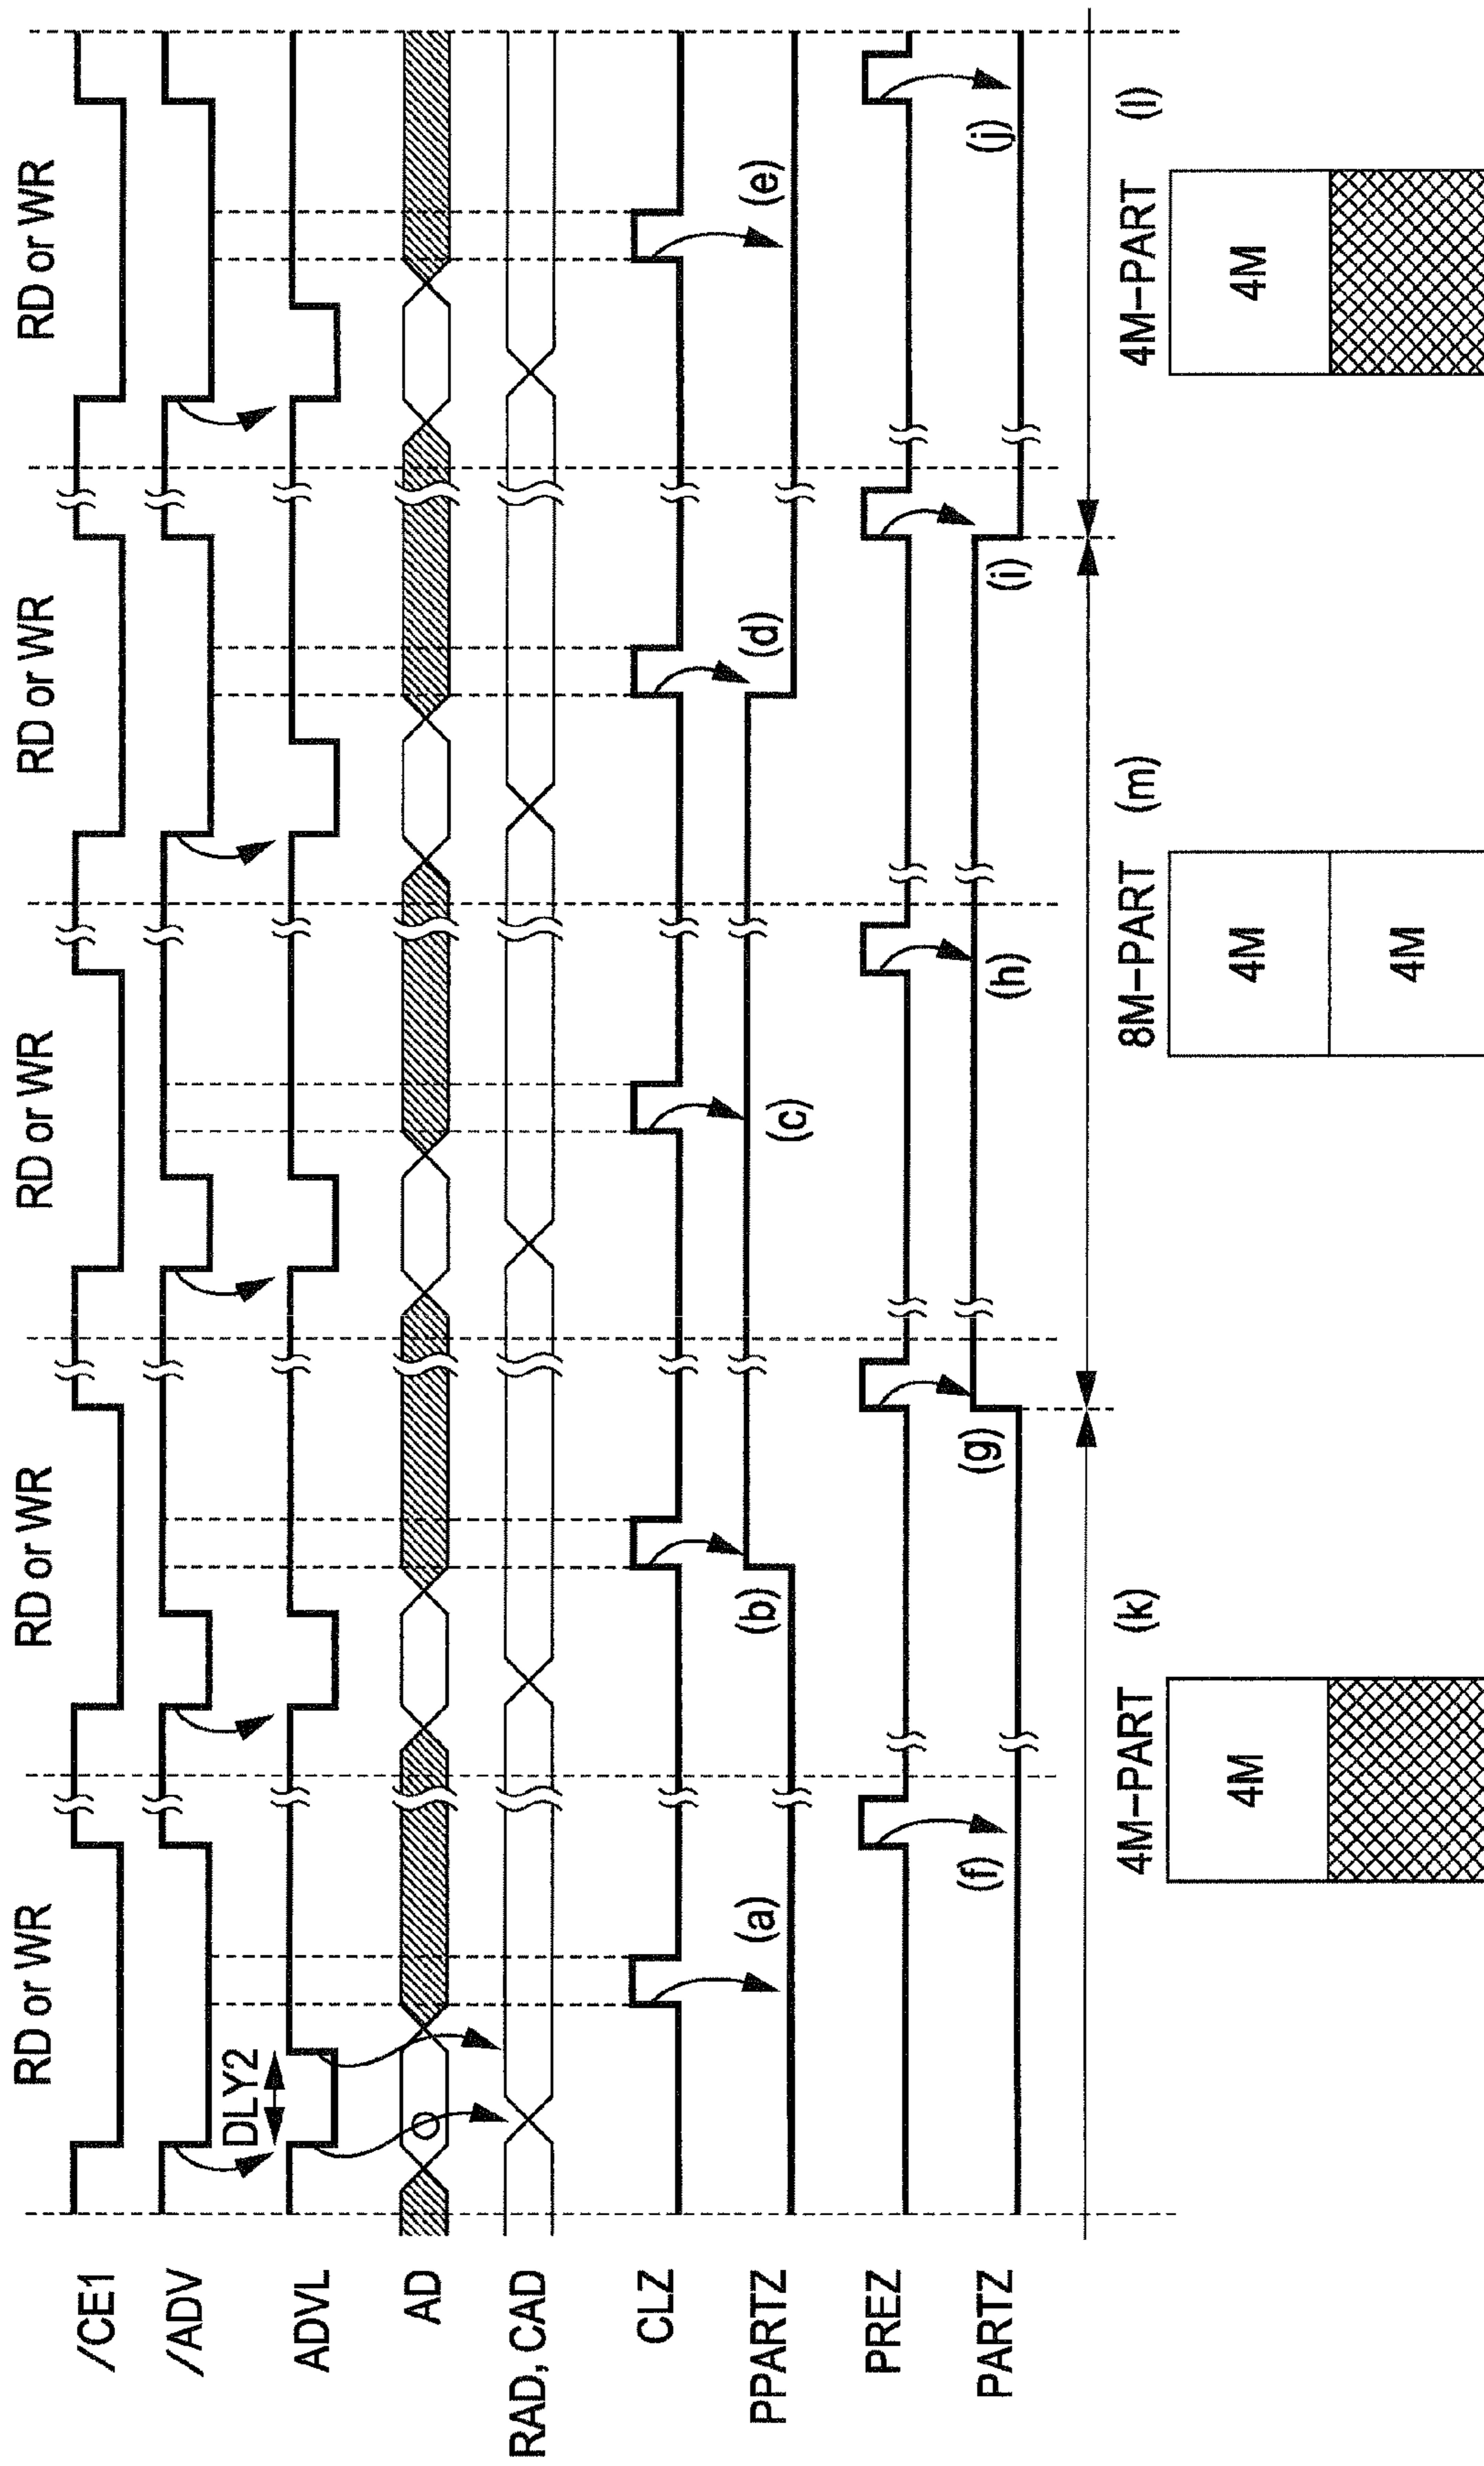 RD or WR
RD or WR
RD or WR
RD or WR
RD or WR
/CE1
/ADV
DLY2
ADVL
AD
RAD, CAD
CLZ
(a)
(b)
(c)
(d)
(e)
PPARTZ
PREZ
(f)
(g)
(h)
(i)
(j)
PARTZ
4M-PART (k)
8M-PART (m)
4M-PART (l)
4M
4M
4M
4M